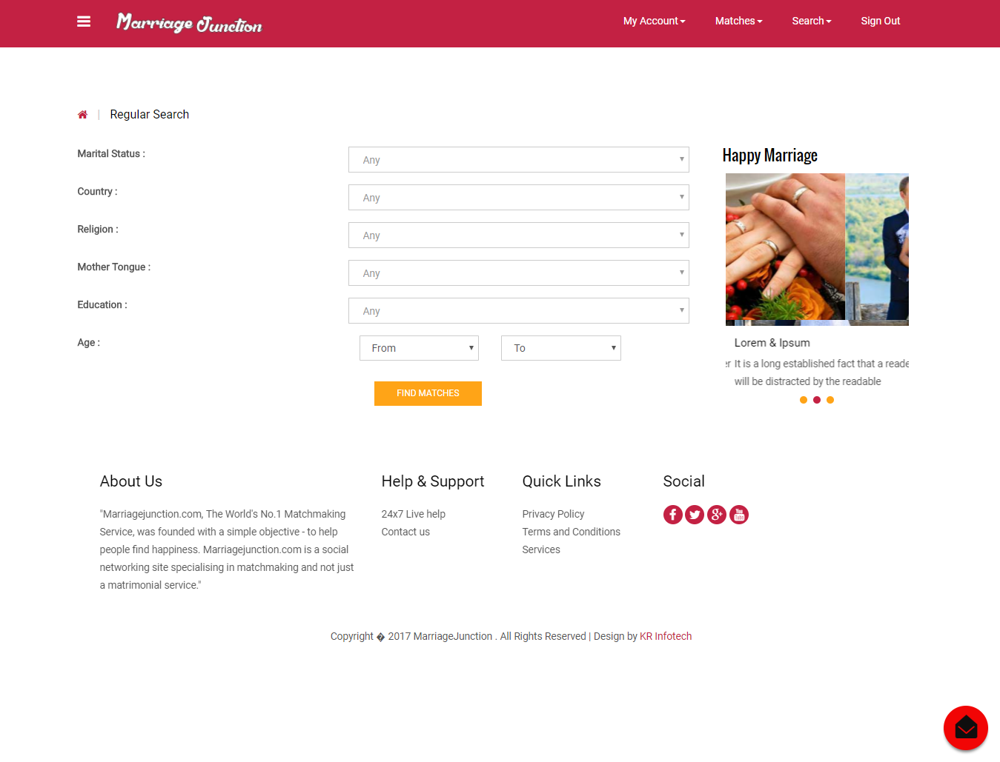 Marriage Junction
My Account
Matches
Search
Sign Out
Regular Search
Marital Status :
Any
Country :
Any
Religion :
Any
Mother Tongue :
Any
Education :
Any
Age :
From
To
FIND MATCHES
Happy Marriage
Lorem & Ipsum
er It is a long established fact that a reade
will be distracted by the readable
About Us
"Marriagejunction.com, The World's No.1 Matchmaking
Service, was founded with a simple objective - to help
people find happiness. Marriagejunction.com is a social
networking site specialising in matchmaking and not just
a matrimonial service."
Help & Support
24x7 Live help
Contact us
Quick Links
Privacy Policy
Terms and Conditions
Services
Social
Copyright � 2017 MarriageJunction . All Rights Reserved | Design by KR Infotech